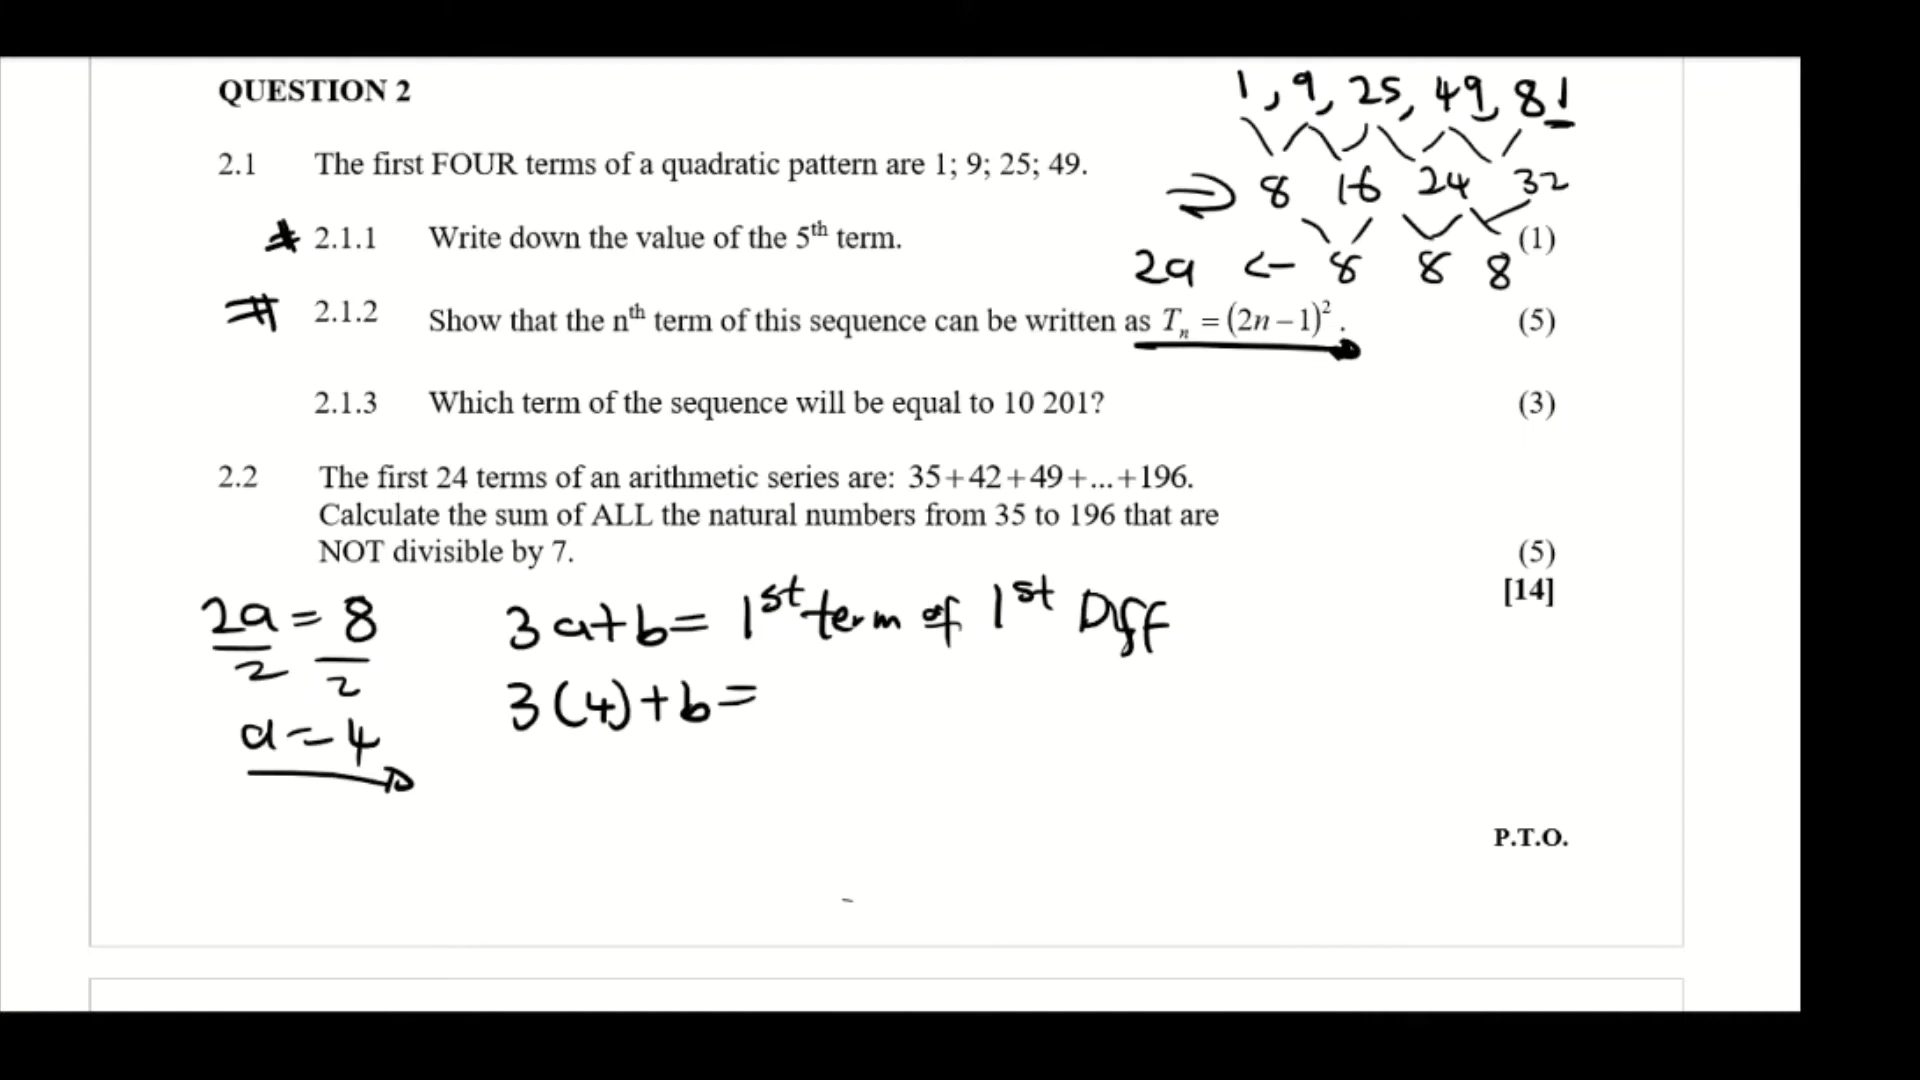 QUESTION 2
1, 9, 25, 49, 81
2.1 The first FOUR terms of a quadratic pattern are 1; 9; 25; 49.
8 16 24 32
2.1.1 Write down the value of the 5th term. (1)
2a ← 8 8 8
2.1.2 Show that the nth term of this sequence can be written as Tₙ = (2n – 1)². (5)
2.1.3 Which term of the sequence will be equal to 10 201? (3)
2.2 The first 24 terms of an arithmetic series are: 35+42+49+...+196.
Calculate the sum of ALL the natural numbers from 35 to 196 that are
NOT divisible by 7. (5)
[14]
2a = 8
2 2
a = 4
3a+b = 1st term of 1st Diff
3(4)+b=
P.T.O.